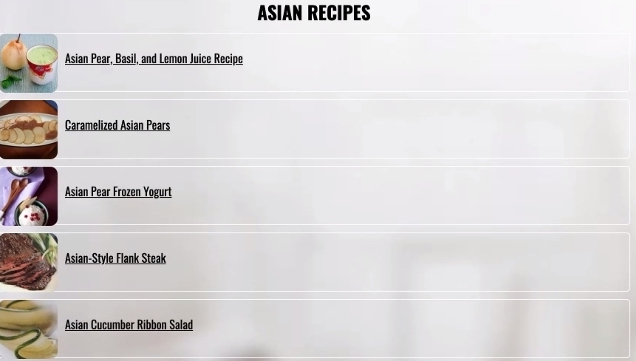 ASIAN RECIPES
Asian Pear, Basil, and Lemon Juice Recipe
Caramelized Asian Pears
Asian Pear Frozen Yogurt
Asian-Style Flank Steak
Asian Cucumber Ribbon Salad